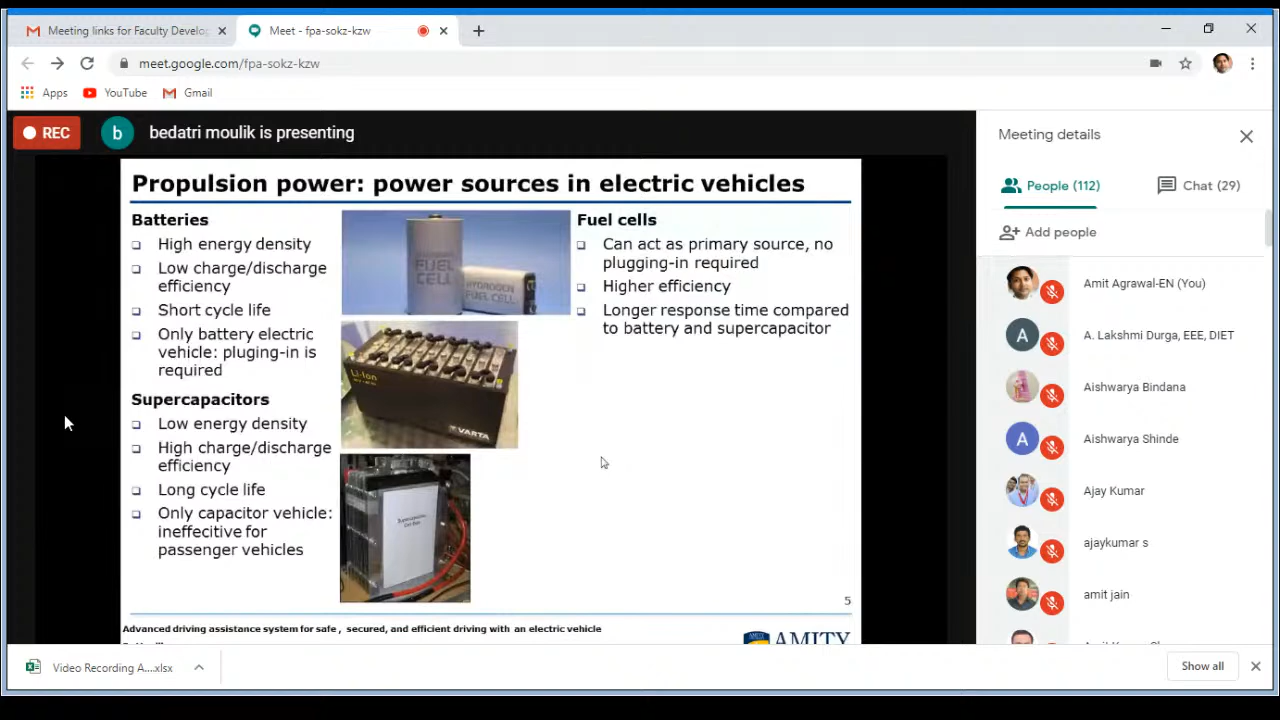 Meeting links for Faculty Develo
Meet - fpa-sokz-kzw
meet.google.com/fpa-sokz-kzw
Apps
YouTube
Gmail
REC
b
bedatri moulik is presenting
Propulsion power: power sources in electric vehicles
Batteries
High energy density
Low charge/discharge
efficiency
Short cycle life
Only battery electric
vehicle: pluging-in is
required
Supercapacitors
Low energy density
High charge/discharge
efficiency
Long cycle life
Only capacitor vehicle:
ineffecitive for
passenger vehicles
FUEL
CELL
HYDROGEN
FUEL CELL
Li-Ion
VARTA
Fuel cells
Can act as primary source, no
plugging-in required
Higher efficiency
Longer response time compared
to battery and supercapacitor
5
Advanced driving assistance system for safe , secured, and efficient driving with an electric vehicle
AMITY
Meeting details
People (112)
Chat (29)
Add people
Amit Agrawal-EN (You)
A
A. Lakshmi Durga, EEE, DIET
Aishwarya Bindana
A
Aishwarya Shinde
Ajay Kumar
ajaykumar s
amit jain
Video Recording A....xlsx
Show all